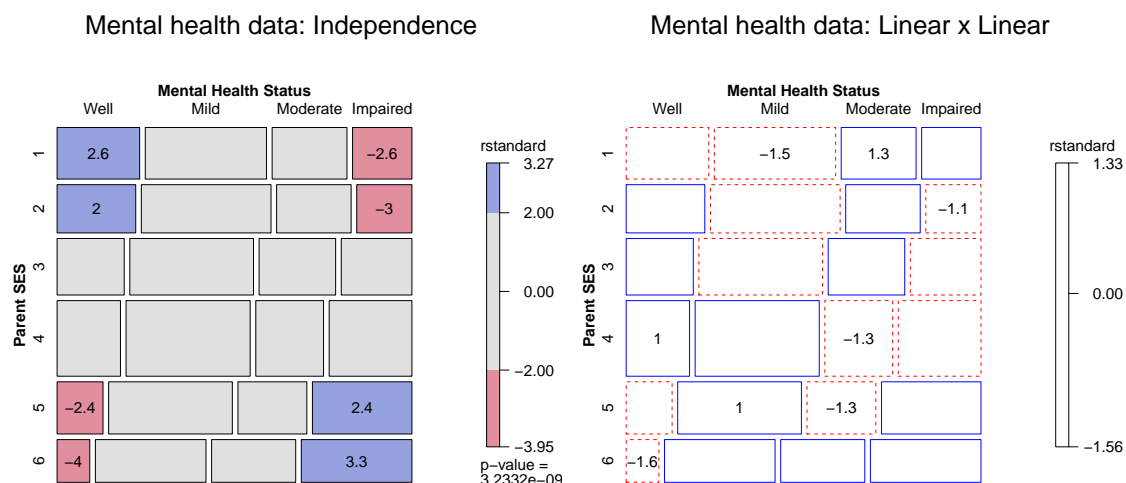 Mental health data: Independence
Mental Health Status
Well Mild Moderate Impaired
Parent SES
1 2.6 −2.6
2 2 −3
3
4
5 −2.4 2.4
6 −4 3.3
rstandard
3.27
2.00
0.00
−2.00
−3.95
p−value =
3.2332e−09
Mental health data: Linear x Linear
Mental Health Status
Well Mild Moderate Impaired
Parent SES
1 −1.5 1.3
2 −1.1
3
4 1 −1.3
5 1 −1.3
6 −1.6
rstandard
1.33
0.00
−1.56